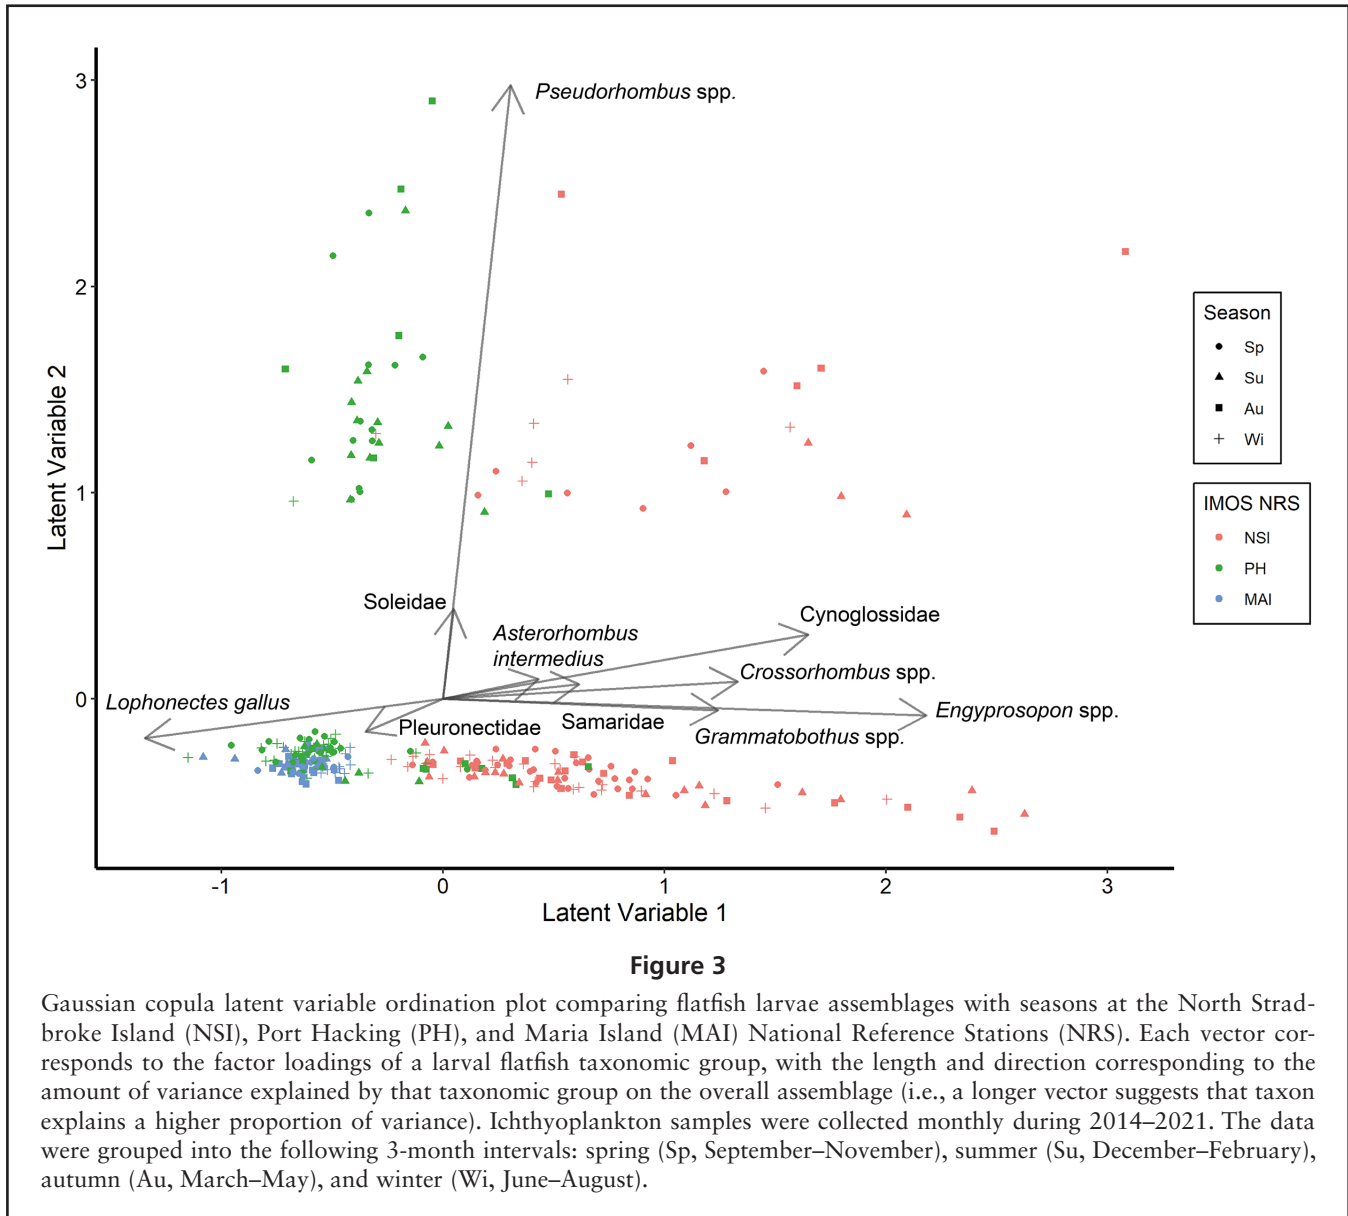 3
2
1
0
Latent Variable 2
Pseudorhombus spp.
Soleidae
Asterorhombus
intermedius
Cynoglossidae
Crossorhombus spp.
Lophonectes gallus
Pleuronectidae
Samaridae
Engyprosopon spp.
Grammatobothus spp.
-1 0 1 2 3
Latent Variable 1
Season
Sp
Su
Au
Wi
IMOS NRS
NSI
PH
MAI
Figure 3
Gaussian copula latent variable ordination plot comparing flatfish larvae assemblages with seasons at the North Strad-
broke Island (NSI), Port Hacking (PH), and Maria Island (MAI) National Reference Stations (NRS). Each vector cor-
responds to the factor loadings of a larval flatfish taxonomic group, with the length and direction corresponding to the
amount of variance explained by that taxonomic group on the overall assemblage (i.e., a longer vector suggests that taxon
explains a higher proportion of variance). Ichthyoplankton samples were collected monthly during 2014–2021. The data
were grouped into the following 3-month intervals: spring (Sp, September–November), summer (Su, December–February),
autumn (Au, March–May), and winter (Wi, June–August).